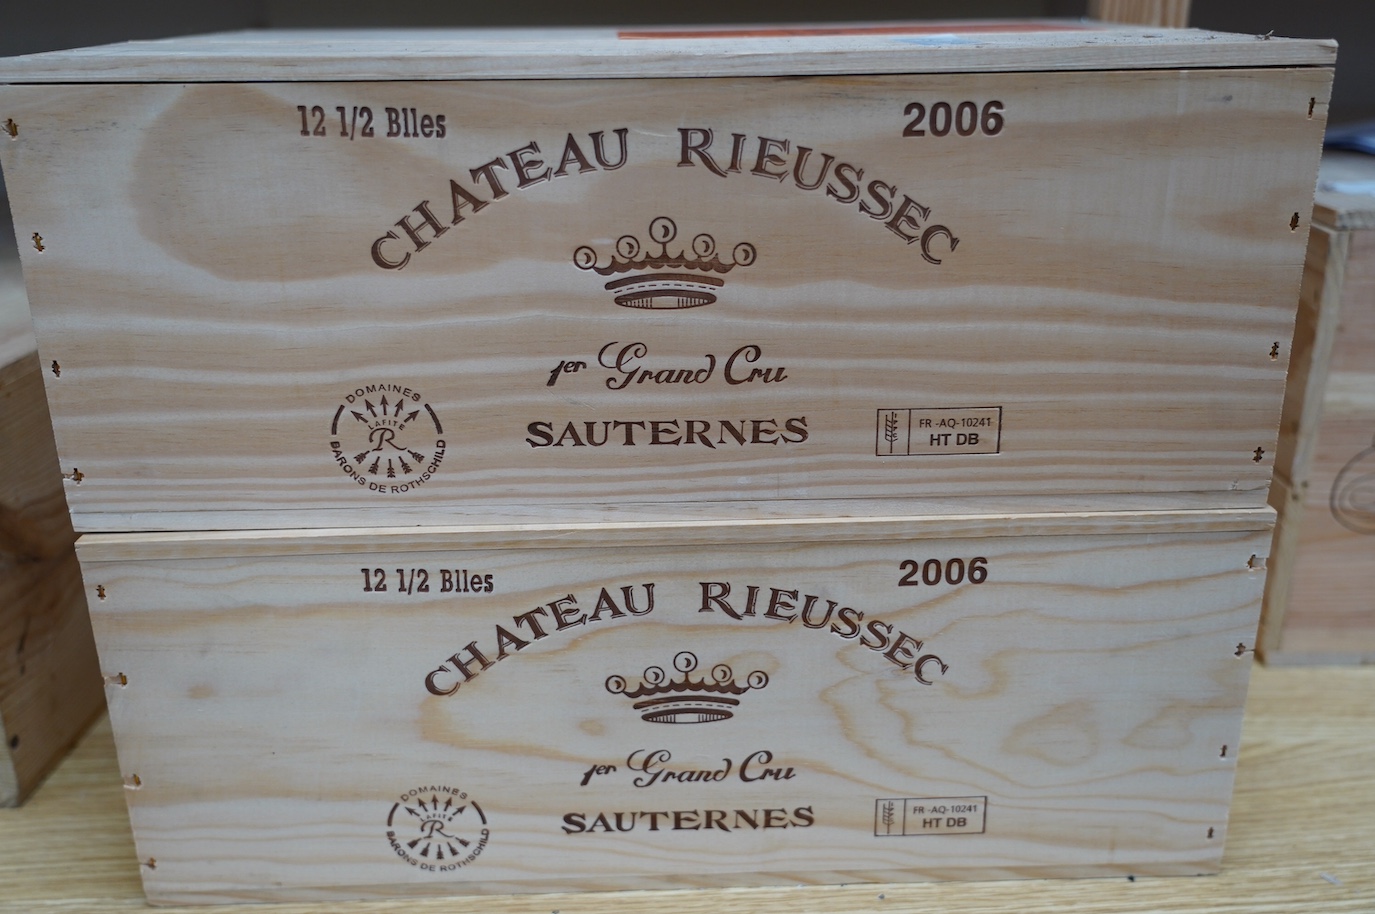 12 1/2 Blles
2006
CHATEAU RIEUSSEC
1er Grand Cru
SAUTERNES
DOMAINES
LAFITE
R
BARONS DE ROTHSCHILD
FR -AQ-10241
HT DB
12 1/2 Blles
2006
CHATEAU RIEUSSEC
1er Grand Cru
SAUTERNES
DOMAINES
LAFITE
R
BARONS DE ROTHSCHILD
FR -AQ-10241
HT DB